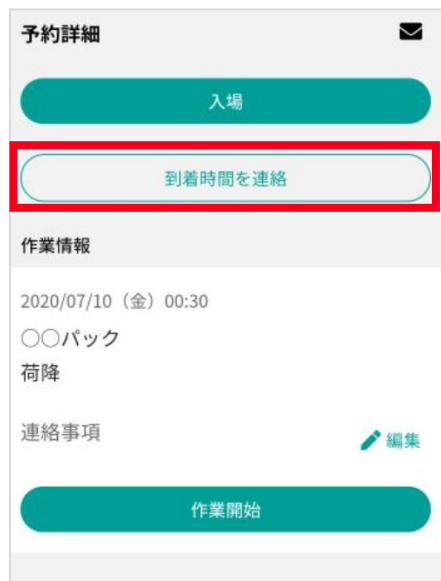 予約詳細
入場
到着時間を連絡
作業情報
2020/07/10（金）00:30
○○パック
荷降
連絡事項
編集
作業開始